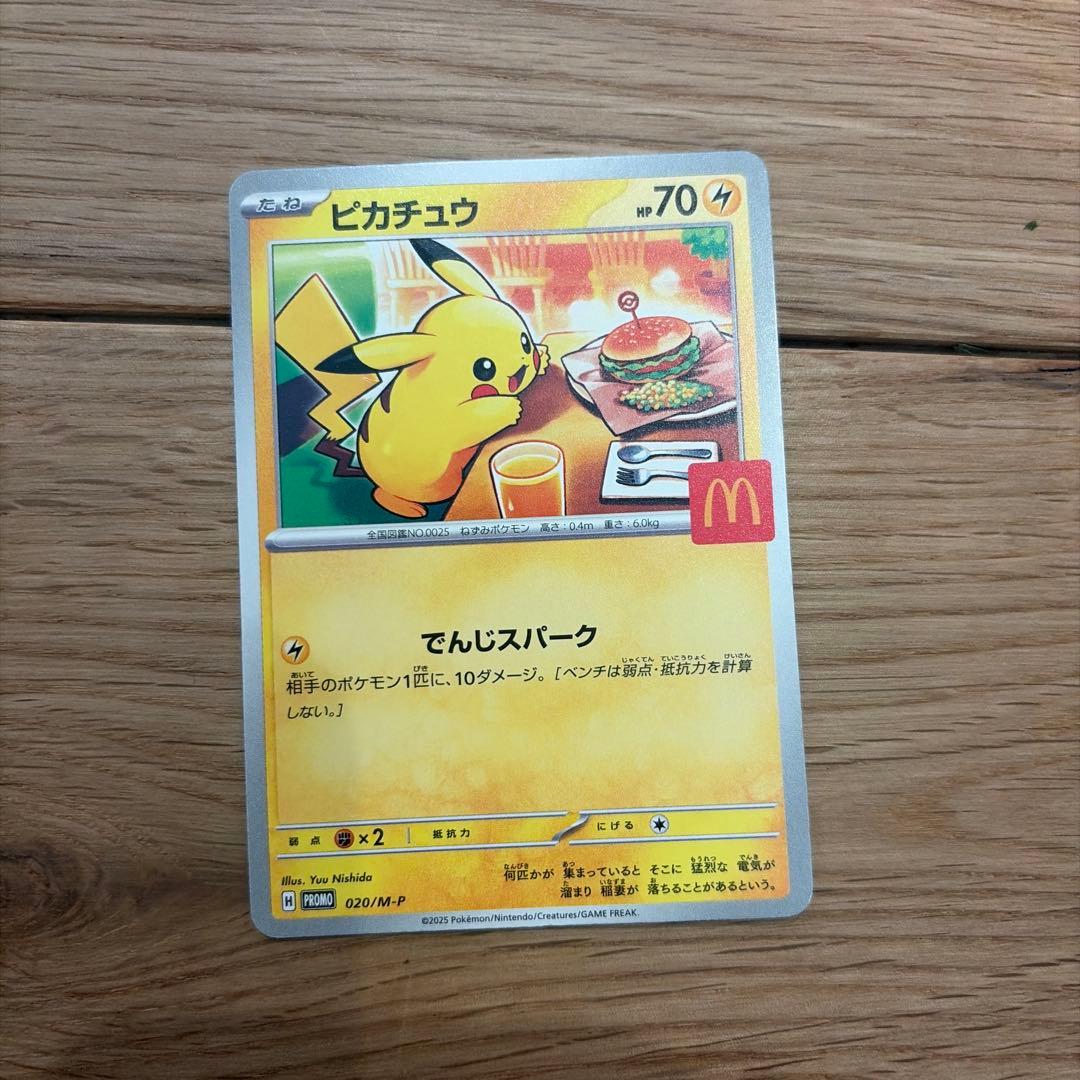 たね ピカチュウ HP70
全国図鑑NO.0025 ねずみポケモン 高さ：0.4m 重さ：6.0kg
でんじスパーク
相手のポケモン1匹に、10ダメージ。［ベンチは弱点・抵抗力を計算
しない。］
弱点 ×2 抵抗力 にげる
Illus. Yuu Nishida
何匹かが 集まっていると そこに 猛烈な 電気が
溜まり 稲妻が 落ちることがあるという。
H PROMO 020/M-P
©2025 Pokémon/Nintendo/Creatures/GAME FREAK.